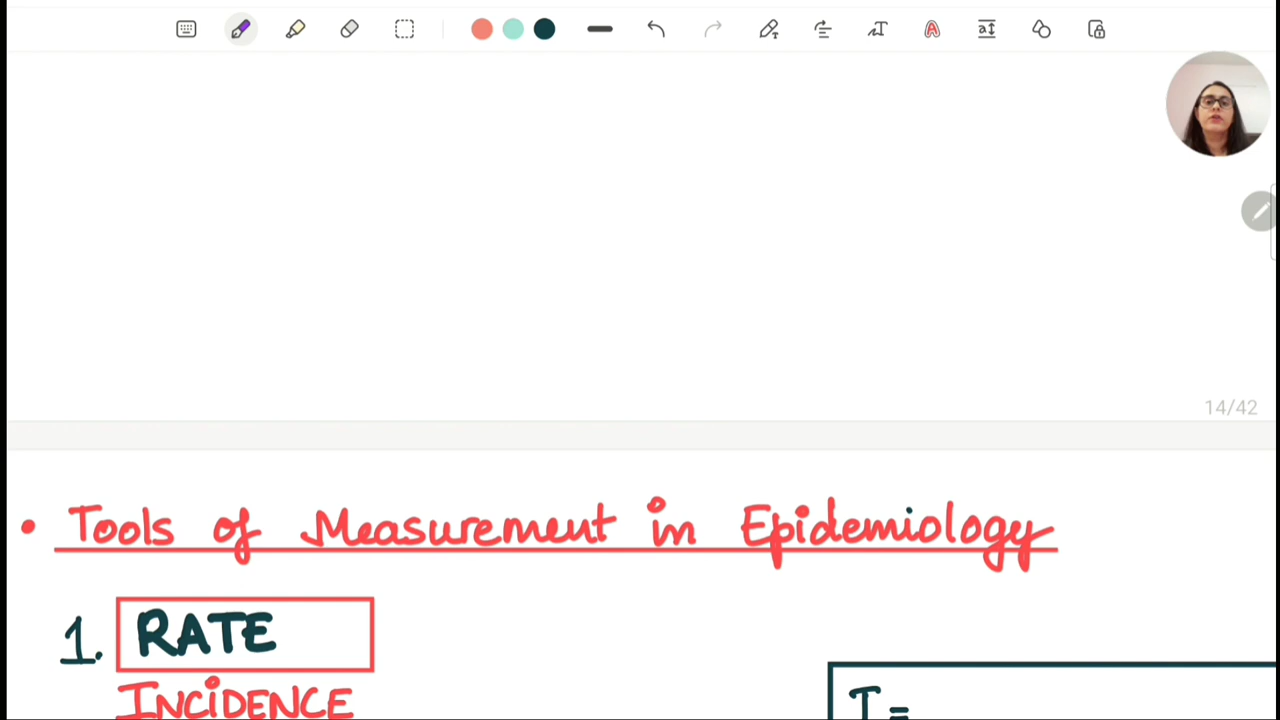 14/42
• Tools of Measurement in Epidemiology
1. RATE
INCIDENCE
I =